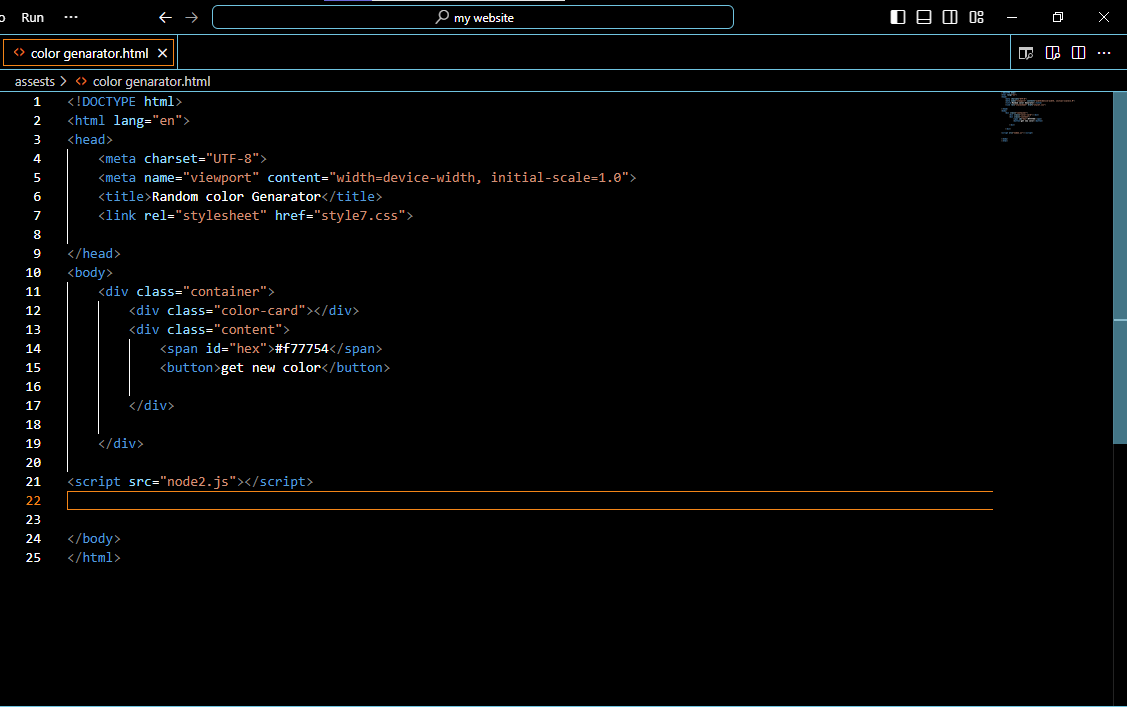 o Run ··· my website
color genarator.html
assests > color genarator.html
1 <!DOCTYPE html>
2 <html lang="en">
3 <head>
4 <meta charset="UTF-8">
5 <meta name="viewport" content="width=device-width, initial-scale=1.0">
6 <title>Random color Genarator</title>
7 <link rel="stylesheet" href="style7.css">
8
9 </head>
10 <body>
11 <div class="container">
12 <div class="color-card"></div>
13 <div class="content">
14 <span id="hex">#f77754</span>
15 <button>get new color</button>
16
17 </div>
18
19 </div>
20
21 <script src="node2.js"></script>
22
23
24 </body>
25 </html>